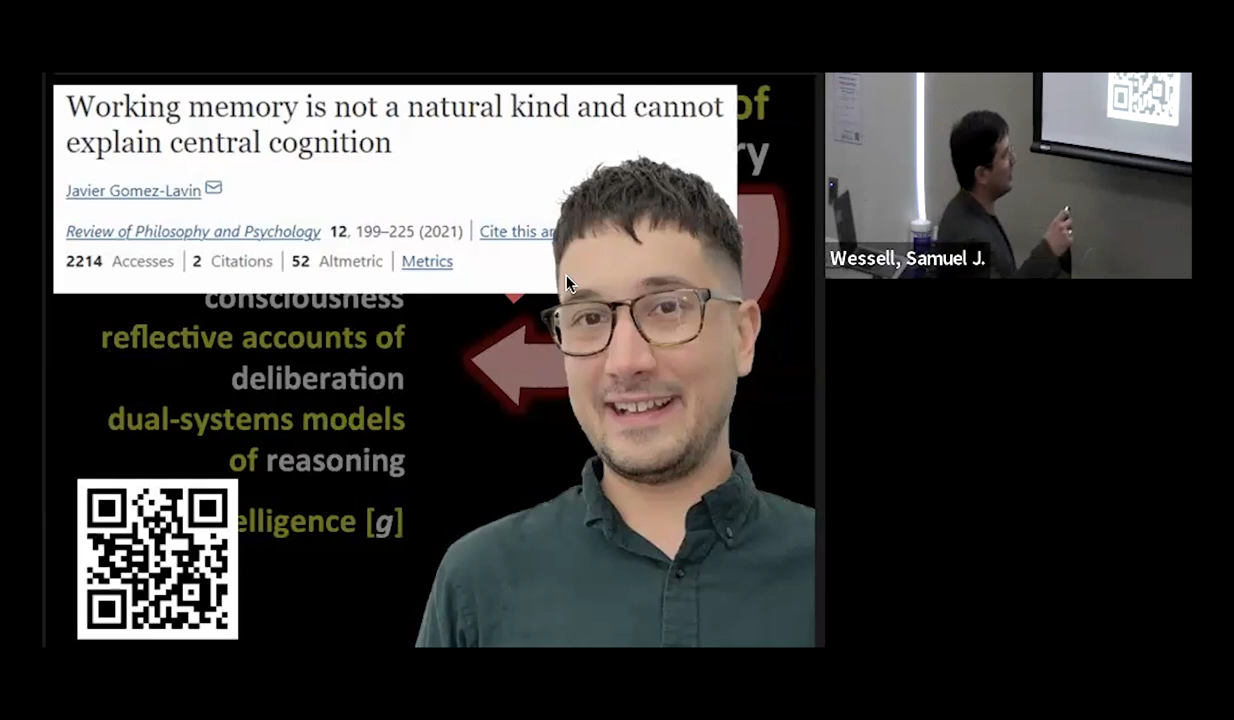 Working memory is not a natural kind and cannot
explain central cognition
Javier Gomez-Lavin
Review of Philosophy and Psychology 12, 199–225 (2021) | Cite this ar
2214 Accesses | 2 Citations | 52 Altmetric | Metrics
of
ry
consciousness
reflective accounts of
deliberation
dual-systems models
of reasoning
elligence [g]
Wessell, Samuel J.